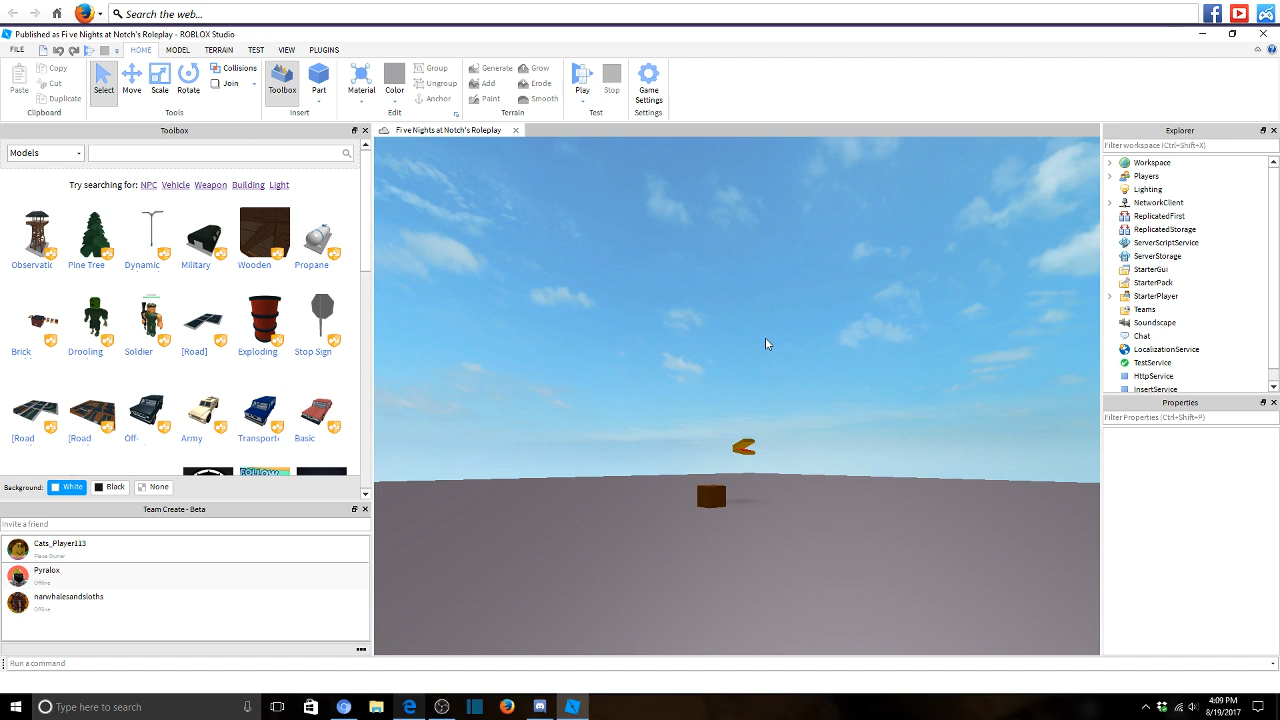 Search the web...
Published as Five Nights at Notch's Roleplay - ROBLOX Studio
FILE HOME MODEL TERRAIN TEST VIEW PLUGINS
Paste Copy Cut Duplicate Select Move Scale Rotate Collisions Join Toolbox Part Material Color Group Ungroup Anchor Generate Add Paint Grow Erode Smooth Play Stop Game Settings
Clipboard Tools Insert Edit Terrain Test Settings
Toolbox
Five Nights at Notch's Roleplay
Models
Try searching for: NPC Vehicle Weapon Building Light
Observatic Pine Tree Dynamic Military Wooden Propane
Brick Drooling Soldier [Road] Exploding Stop Sign
[Road [Road Off- Army Transport Basic
FOLLOW
Background: White Black None
Team Create - Beta
Invite a friend
Cats_Player113
Place Owner
Pyralox
Offline
narwhalesandsloths
Offline
Explorer
Filter workspace (Ctrl+Shift+X)
Workspace
Players
Lighting
NetworkClient
ReplicatedFirst
ReplicatedStorage
ServerScriptService
ServerStorage
StarterGui
StarterPack
StarterPlayer
Teams
Soundscape
Chat
LocalizationService
TestService
HttpService
InsertService
Properties
Filter Properties (Ctrl+Shift+P)
Run a command
Type here to search
4:09 PM
8/19/2017